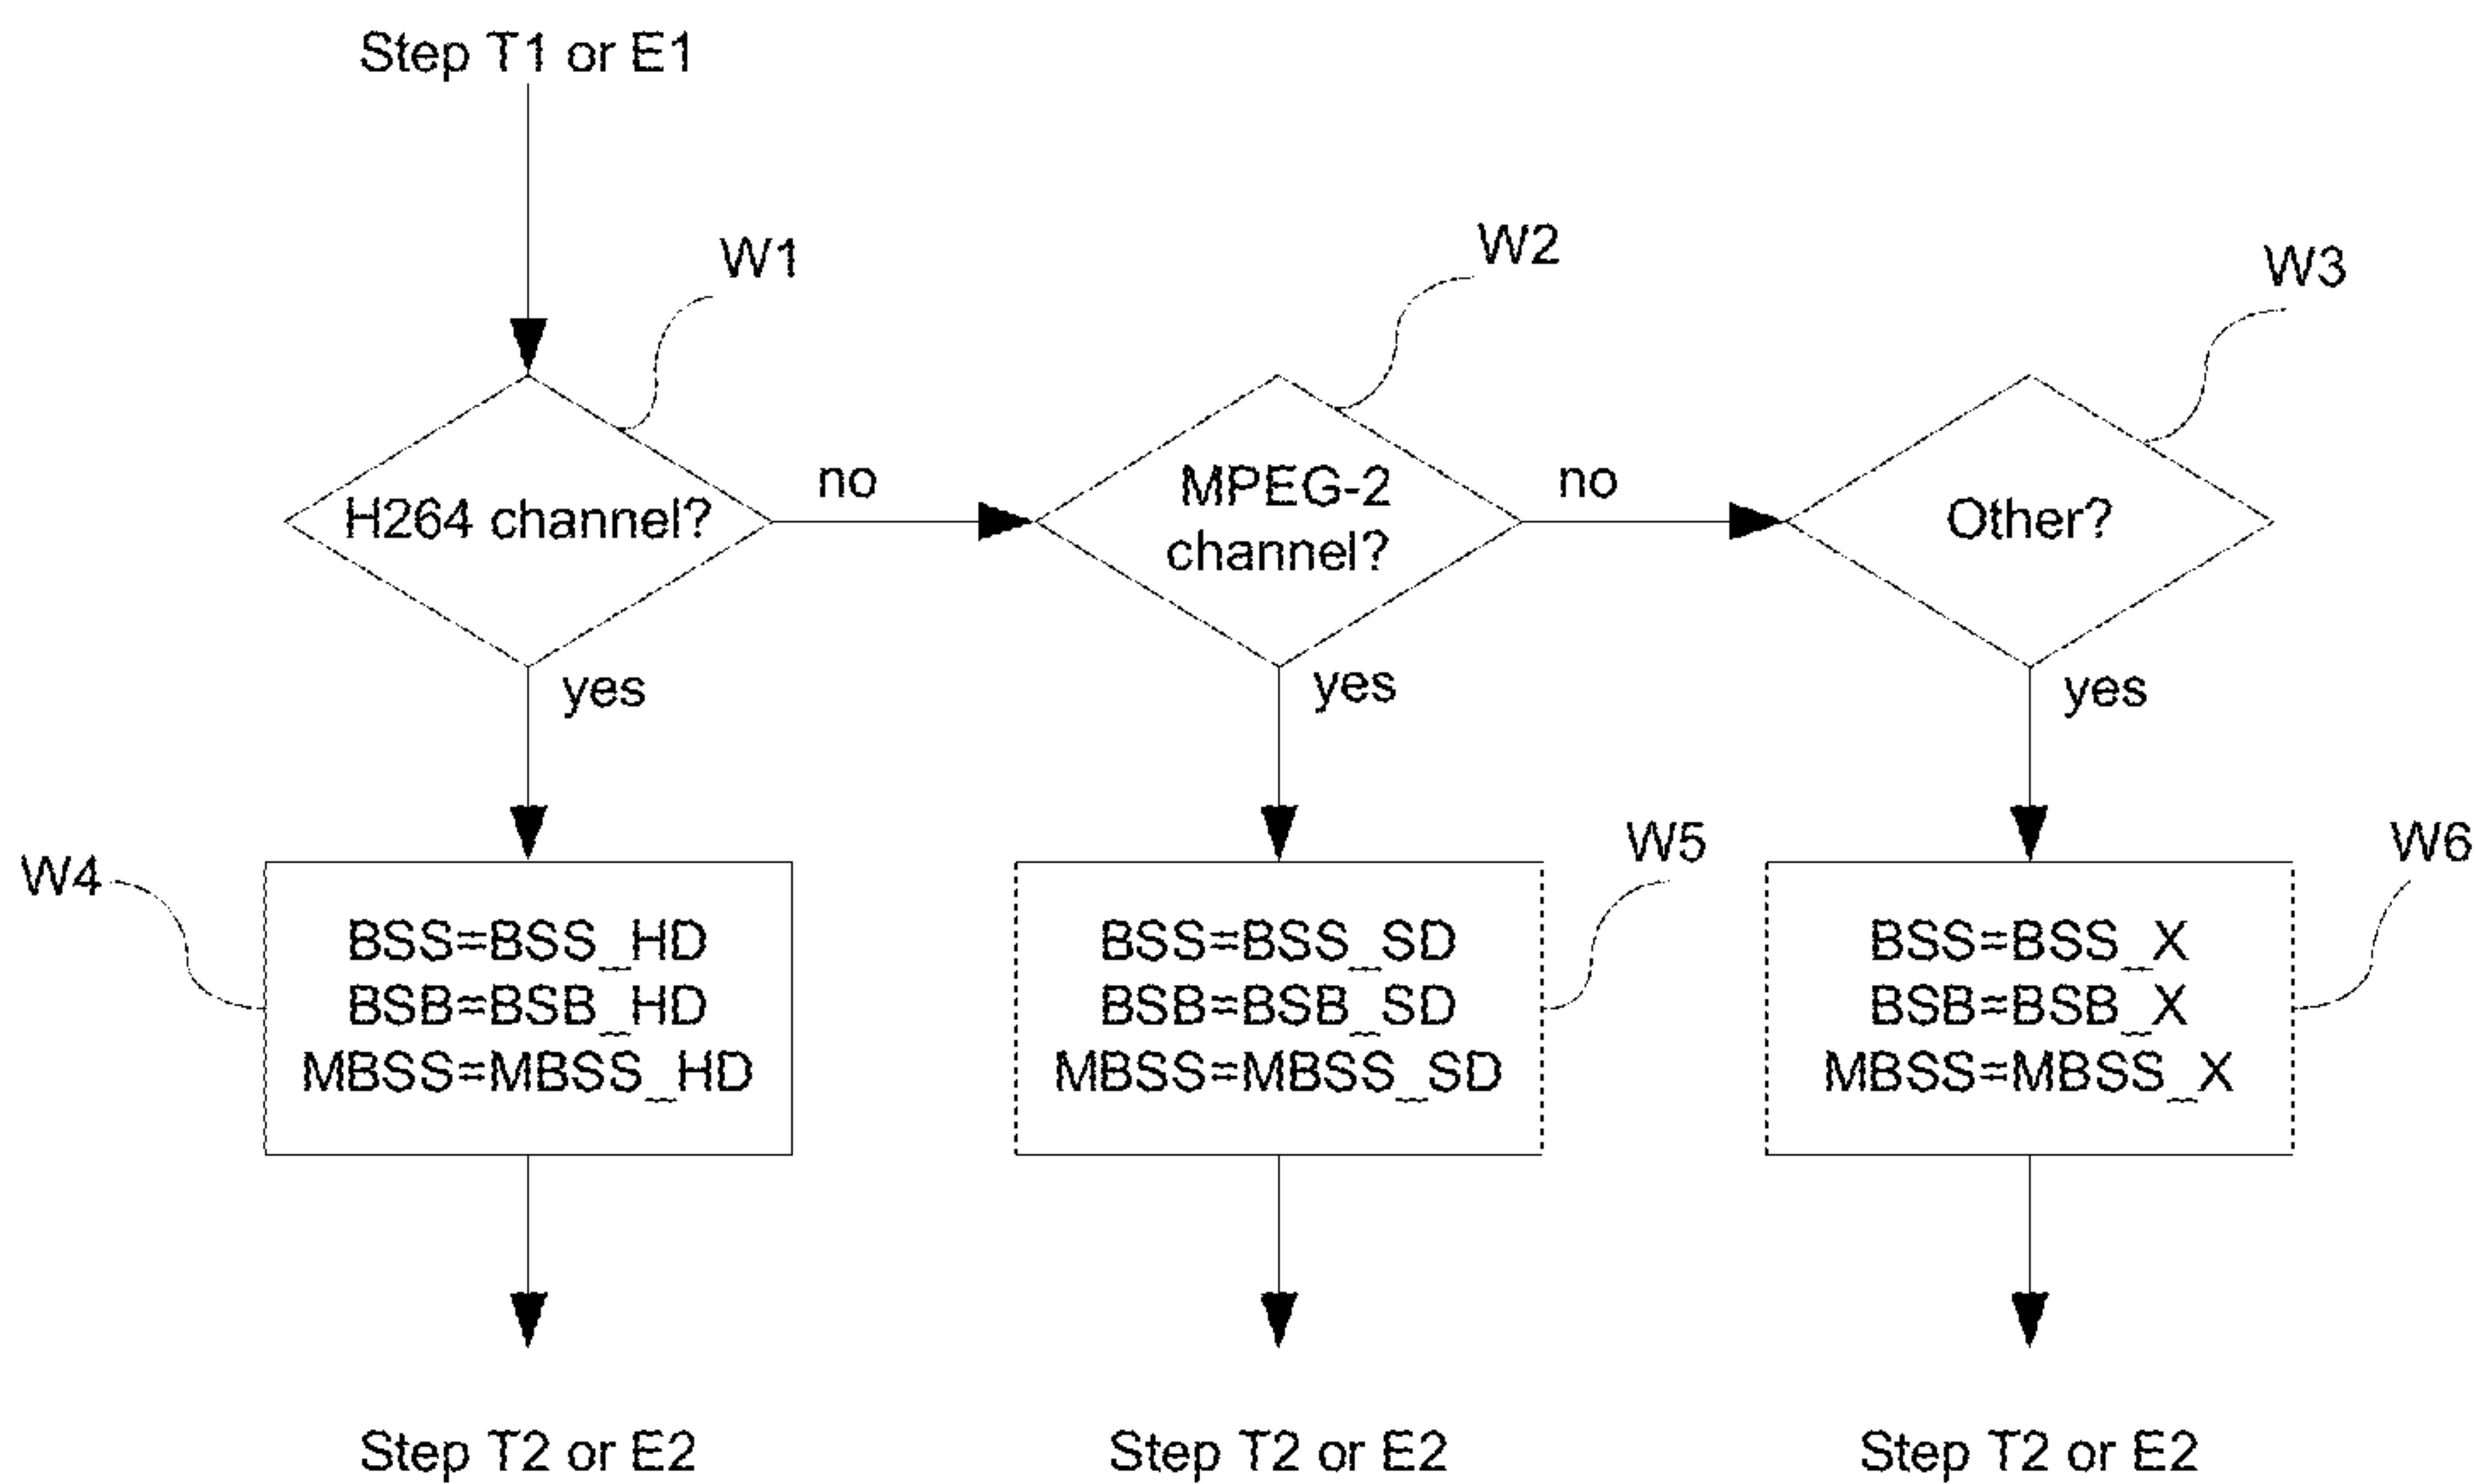 Step T1 or E1
W1
W2
W3
H264 channel?
no
MPEG-2
channel?
no
Other?
yes
yes
yes
W4
W5
W6
BSS=BSS_HD
BSB=BSB_HD
MBSS=MBSS_HD
BSS=BSS_SD
BSB=BSB_SD
MBSS=MBSS_SD
BSS=BSS_X
BSB=BSB_X
MBSS=MBSS_X
Step T2 or E2
Step T2 or E2
Step T2 or E2